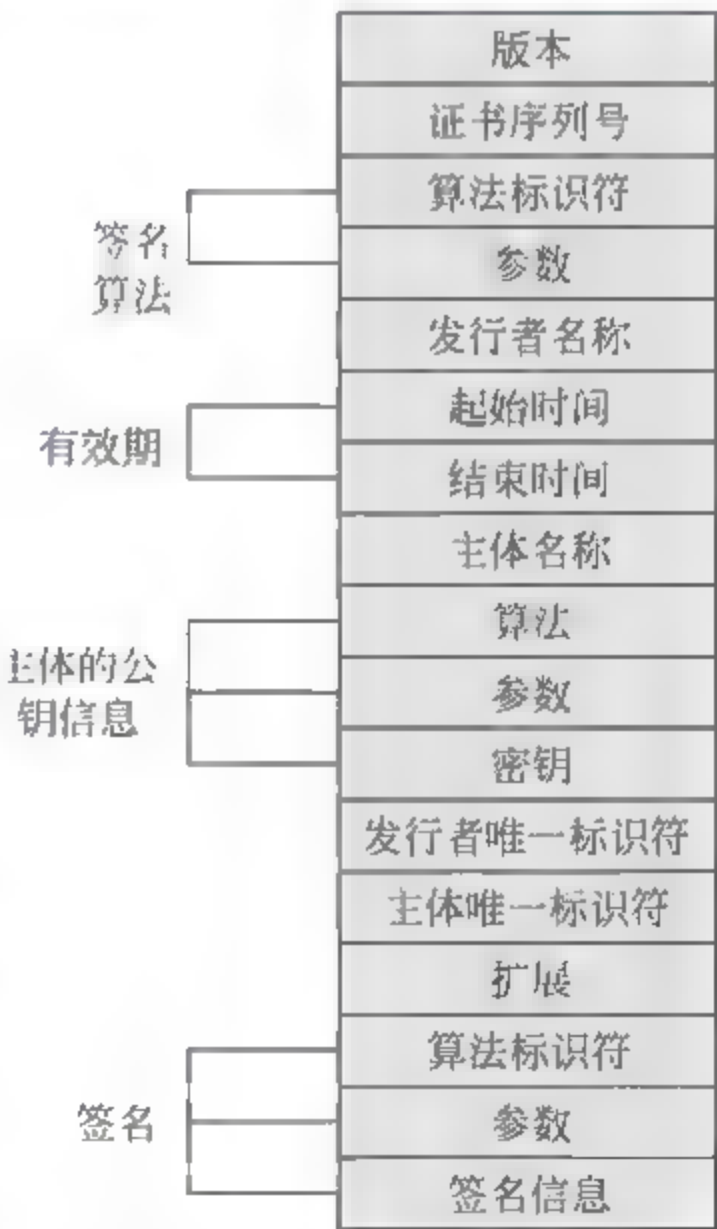 版本
证书序列号
算法标识符
签名
算法
参数
发行者名称
起始时间
有效期
结束时间
主体名称
算法
主体的公
钥信息
参数
密钥
发行者唯一标识符
主体唯一标识符
扩展
算法标识符
签名
参数
签名信息